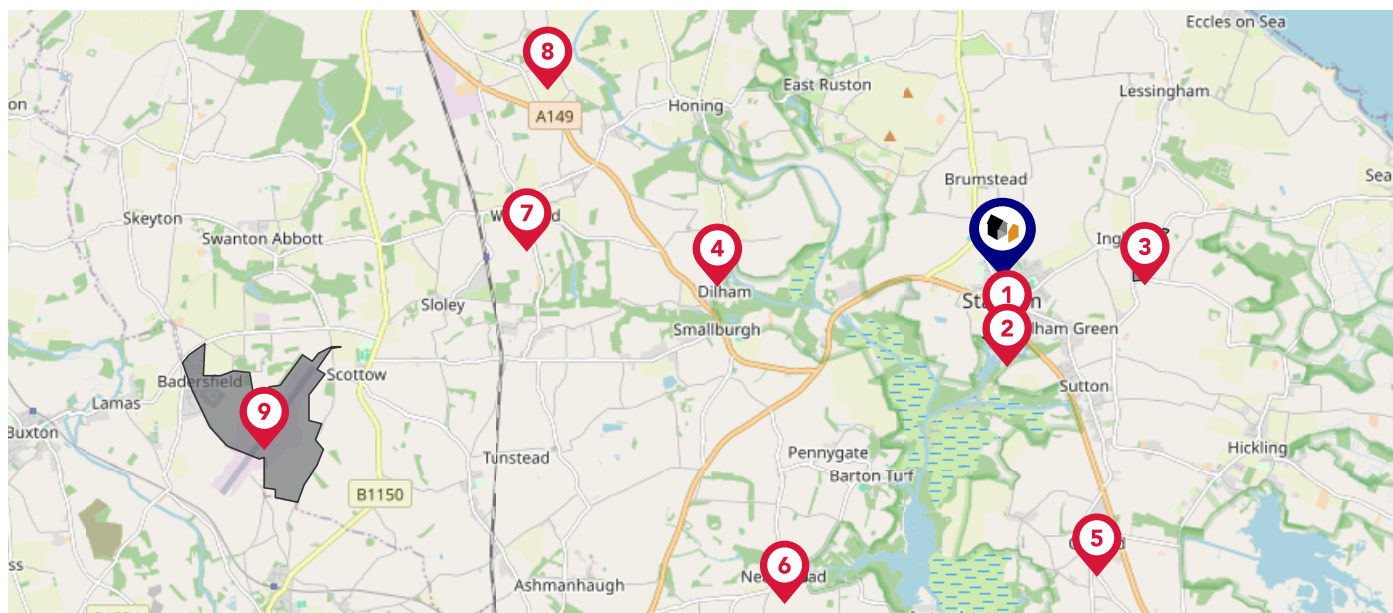 Eccles on Sea
8
East Ruston
Lessingham
on
Honing
A149
Brumstead
Sea
Skeyton
7
Swanton Abbott
4
3
Dilham
Sloley
1
Smallburgh
2
Badersfield
Scottow
Sutton
Lamas
9
Buxton
Hickling
Pennygate
Tunstead
Barton Turf
B1150
5
6
Ashmanhaugh